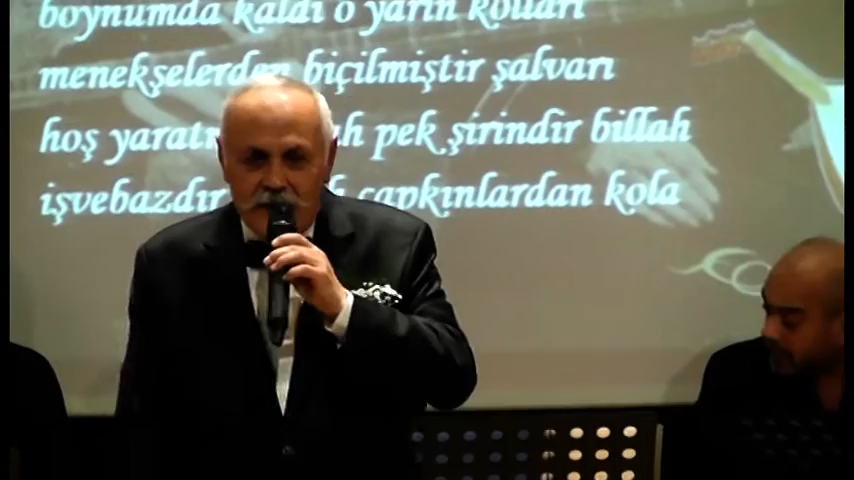 boynumda kaldı o yarin kolları
menekşelerden biçilmiştir şalvarı
hoş pek şirindir billah
işvebazdır çapkınlardan kola